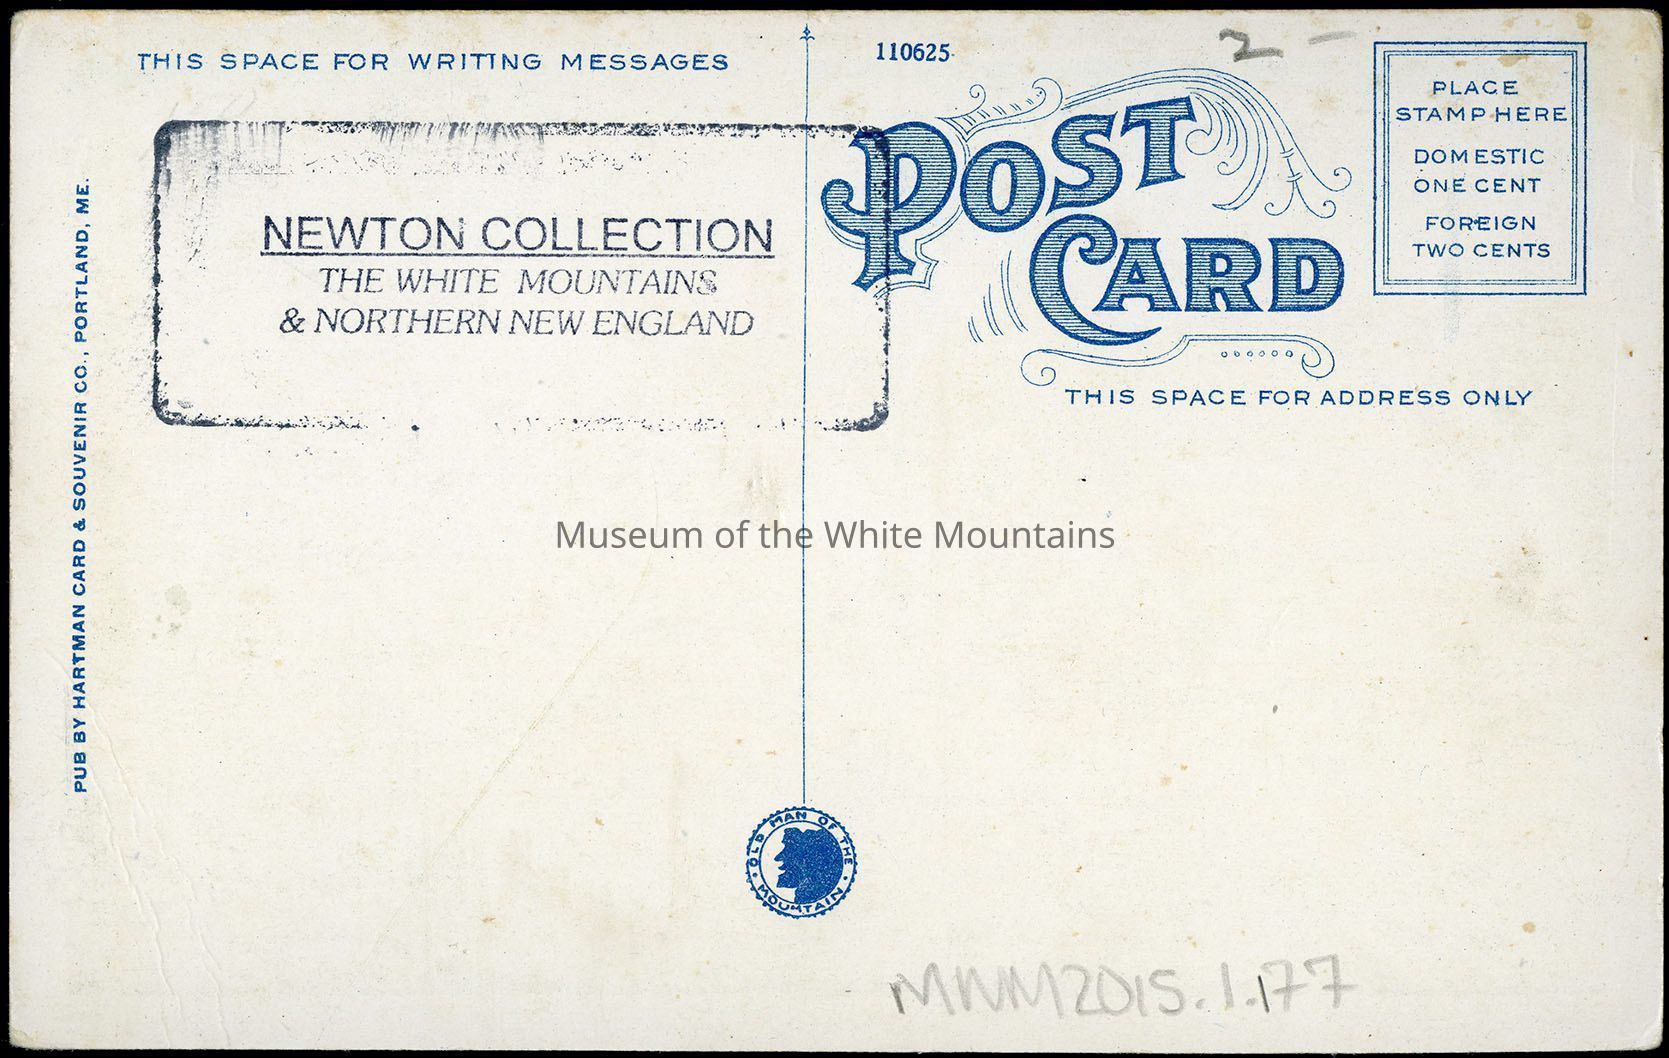 THIS SPACE FOR WRITING MESSAGES
110625
2 –
PLACE
STAMP HERE
DOMESTIC
ONE CENT
FOREIGN
TWO CENTS
POST
CARD
THIS SPACE FOR ADDRESS ONLY
NEWTON COLLECTION
THE WHITE MOUNTAINS
& NORTHERN NEW ENGLAND
PUB BY HARTMAN CARD & SOUVENIR CO., PORTLAND, ME.
Museum of the White Mountains
OLD MAN OF THE
MOUNTAIN
MWM2015.1.177